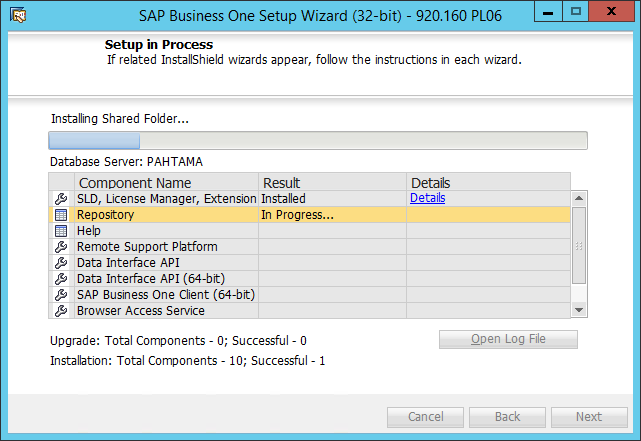 SAP Business One Setup Wizard (32-bit) - 920.160 PL06
Setup in Process
If related InstallShield wizards appear, follow the instructions in each wizard.
Installing Shared Folder...
Database Server: PAHTAMA
Component Name Result Details
SLD, License Manager, Extension Installed Details
Repository In Progress...
Help
Remote Support Platform
Data Interface API
Data Interface API (64-bit)
SAP Business One Client (64-bit)
Browser Access Service
Upgrade: Total Components - 0; Successful - 0
Open Log File
Installation: Total Components - 10; Successful - 1
Cancel Back Next